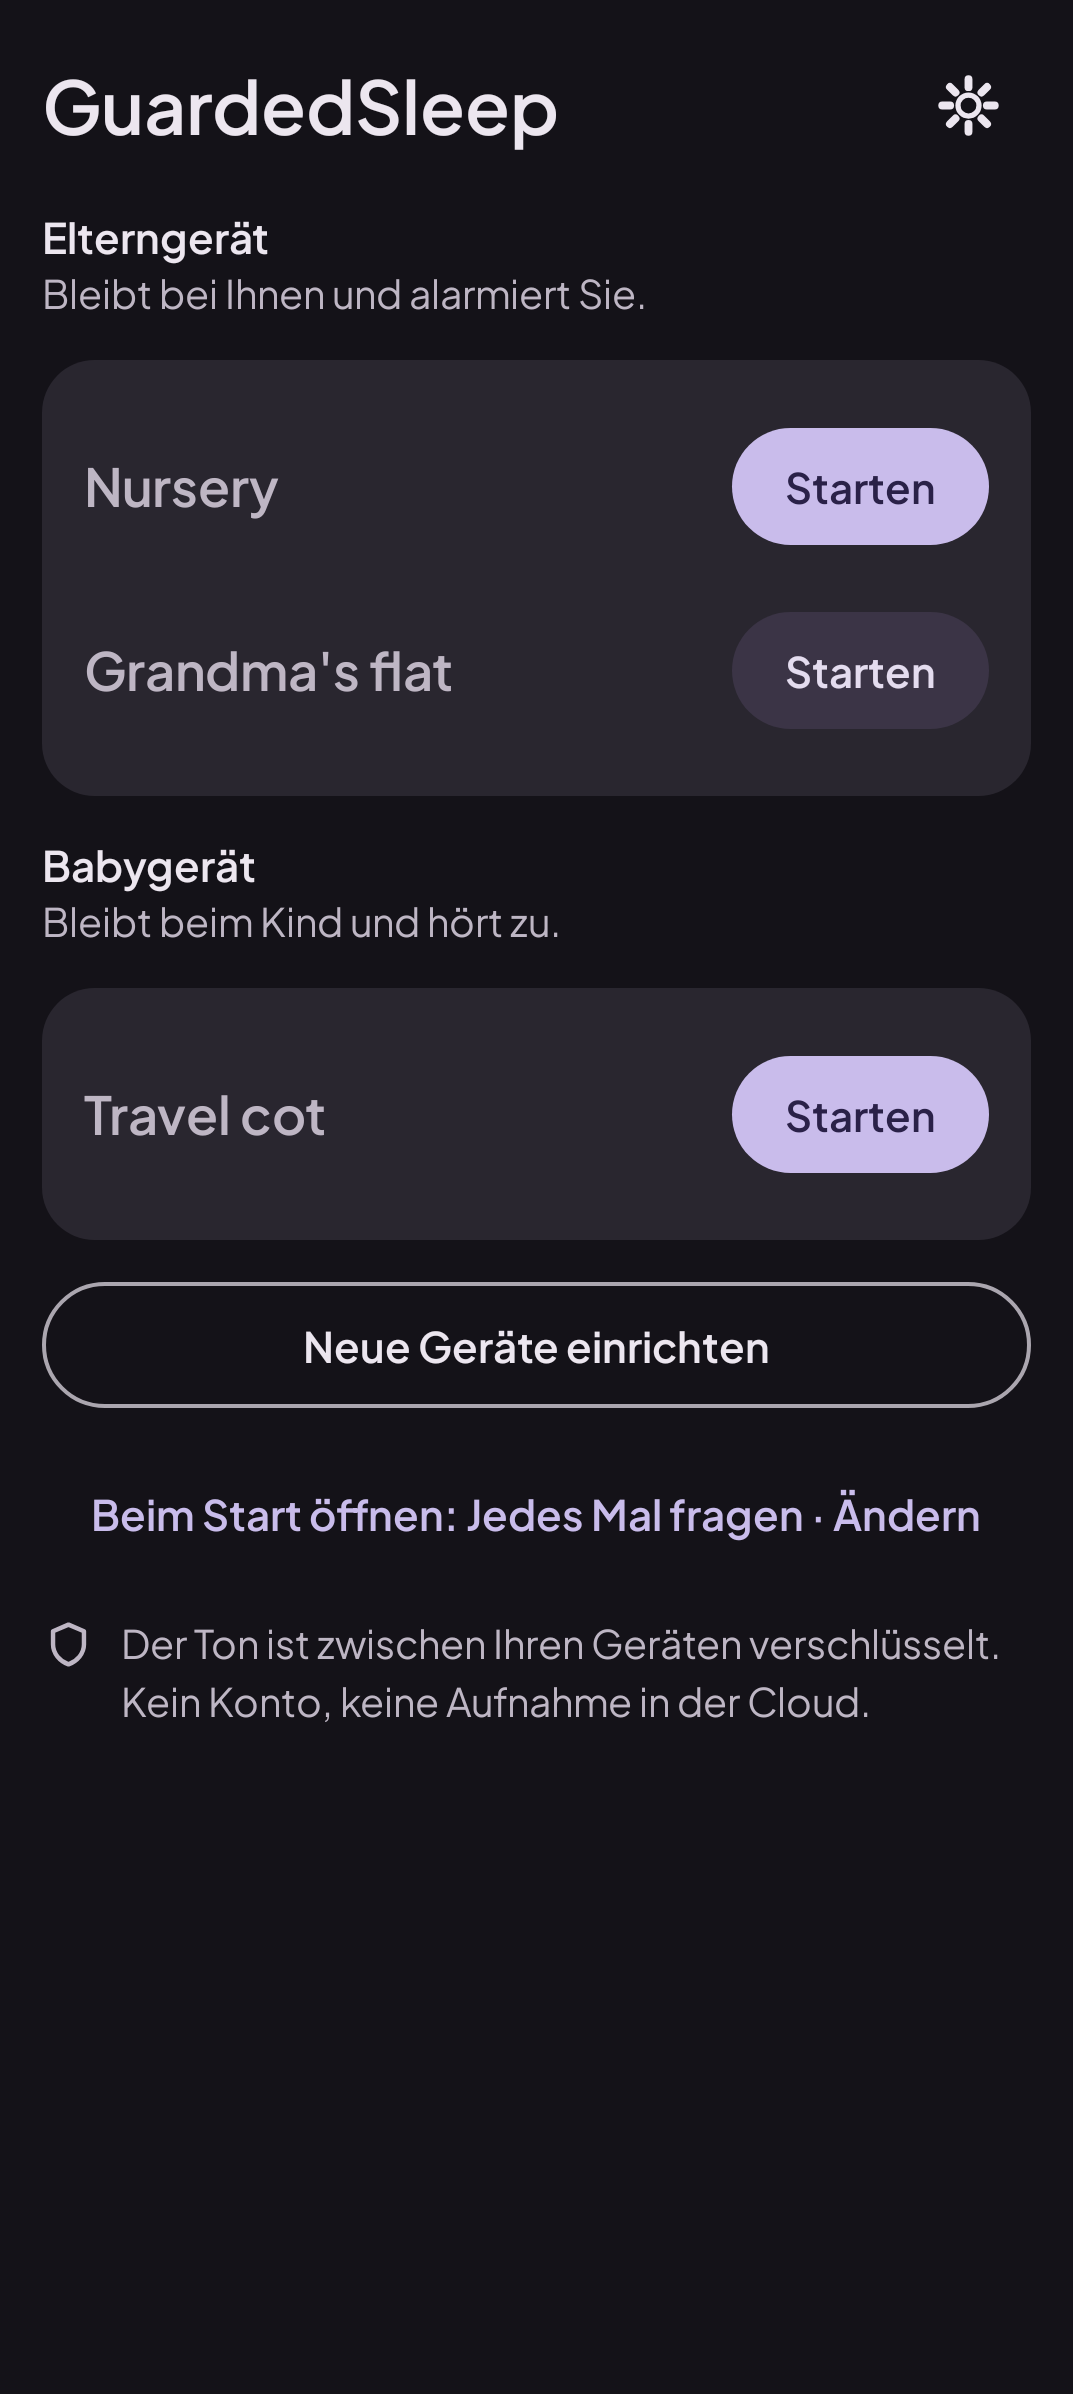 GuardedSleep
Elterngerät
Bleibt bei Ihnen und alarmiert Sie.
Nursery
Starten
Grandma's flat
Starten
Babygerät
Bleibt beim Kind und hört zu.
Travel cot
Starten
Neue Geräte einrichten
Beim Start öffnen: Jedes Mal fragen · Ändern
Der Ton ist zwischen Ihren Geräten verschlüsselt.
Kein Konto, keine Aufnahme in der Cloud.